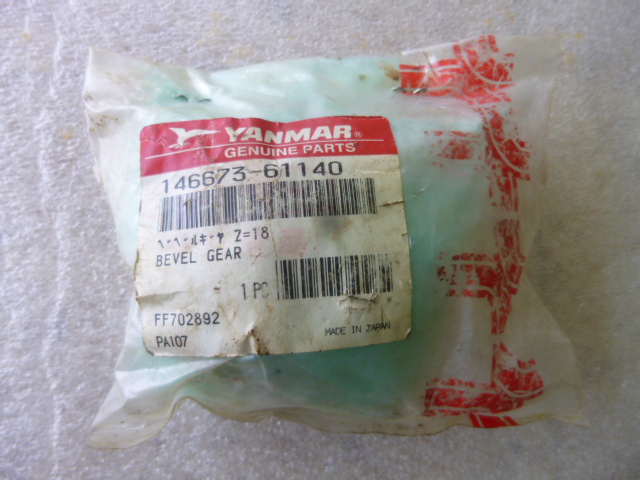 YANMAR®
GENUINE PARTS
146673-61140
ﾍﾞﾍﾞﾙｷﾞﾔ Z=18
BEVEL GEAR
1 PC
FF702892
MADE IN JAPAN
PA107